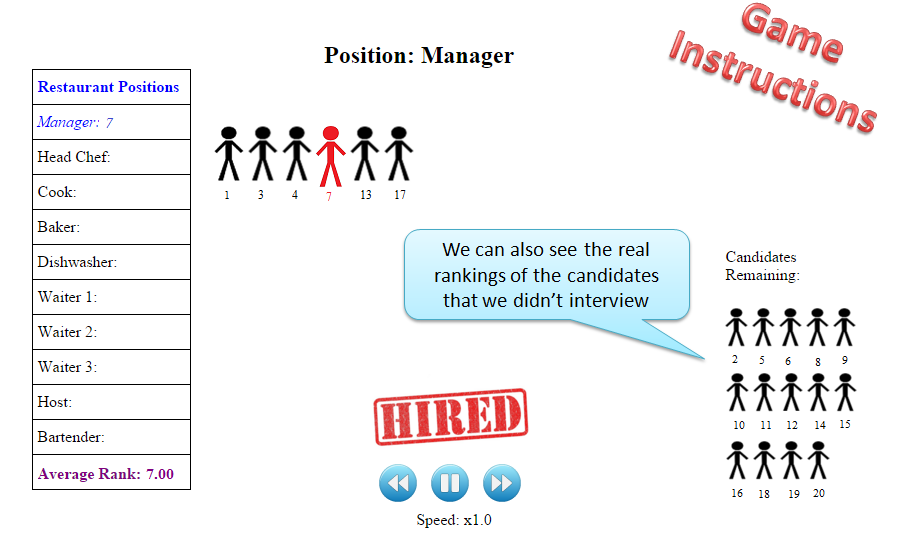 Game
Instructions
Position: Manager
Restaurant Positions
Manager: 7
Head Chef:
Cook:
Baker:
Dishwasher:
Waiter 1:
Waiter 2:
Waiter 3:
Host:
Bartender:
Average Rank: 7.00
1 3 4 7 13 17
We can also see the real
rankings of the candidates
that we didn’t interview
Candidates
Remaining:
2 5 6 8 9
10 11 12 14 15
16 18 19 20
HIRED
Speed: x1.0